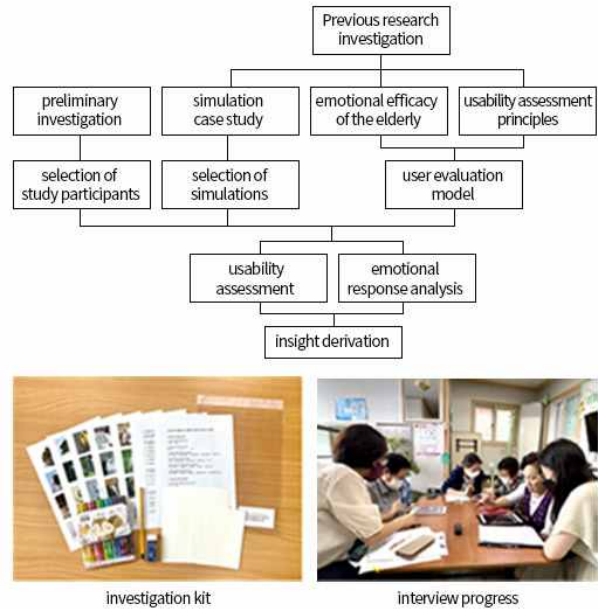 Previous research
investigation
preliminary
investigation
simulation
case study
emotional efficacy
of the elderly
usability assessment
principles
selection of
study participants
selection of
simulations
user evaluation
model
usability
assessment
emotional
response analysis
insight derivation
investigation kit
interview progress